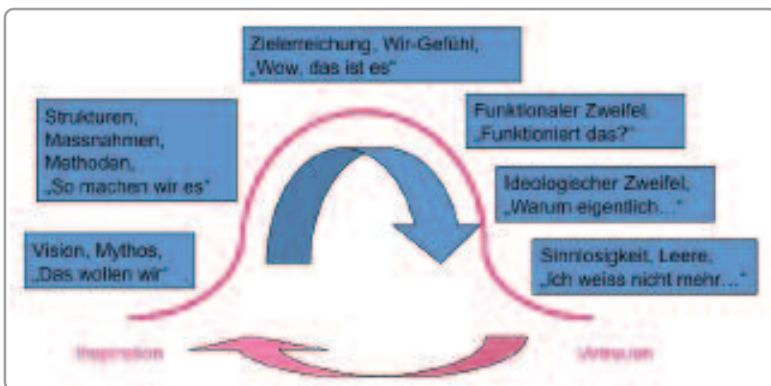 Zielerreichung, Wir-Gefühl,
„Wow, das ist es“
Strukturen,
Massnahmen,
Methoden,
„So machen wir es“
Funktionaler Zweifel,
„Funktioniert das?“
Ideologischer Zweifel,
„Warum eigentlich...“
Vision, Mythos,
„Das wollen wir“
Sinnlosigkeit, Leere,
„Ich weiss nicht mehr...“
Inspiration
Vertrauen